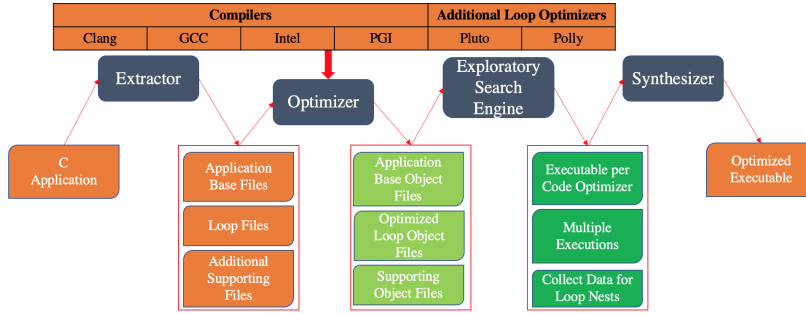 Compilers Additional Loop Optimizers
Clang GCC Intel PGI Pluto Polly
Extractor
Optimizer
Exploratory
Search
Engine
Synthesizer
C
Application
Application
Base Files
Loop Files
Additional
Supporting
Files
Application
Base Object
Files
Optimized
Loop Object
Files
Supporting
Object Files
Executable per
Code Optimizer
Multiple
Executions
Collect Data for
Loop Nests
Optimized
Executable